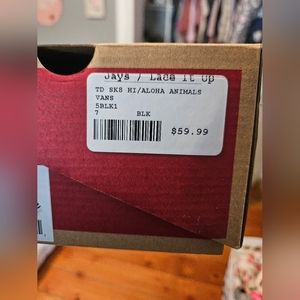 Jays / Lace It Up
TD SK8 HI/ALOHA ANIMALS
VANS
5BLK1
7 BLK
$59.99